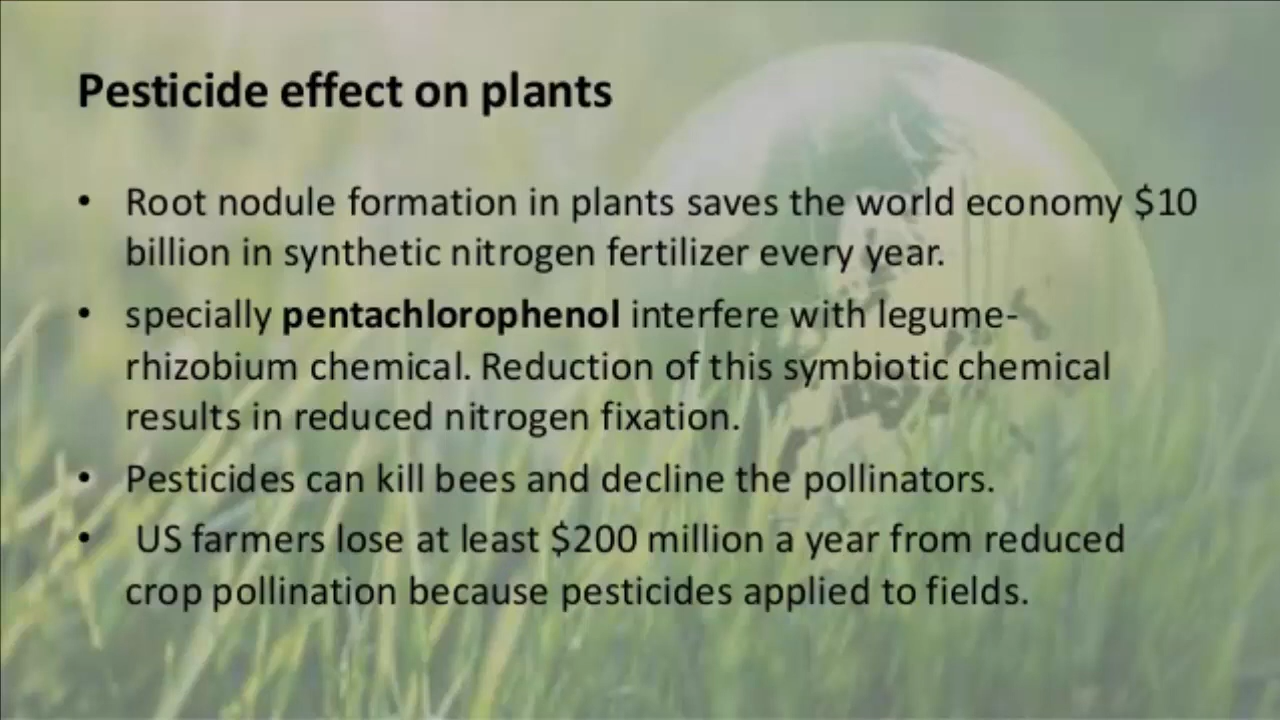 Pesticide effect on plants
• Root nodule formation in plants saves the world economy $10
billion in synthetic nitrogen fertilizer every year.
• specially pentachlorophenol interfere with legume-
rhizobium chemical. Reduction of this symbiotic chemical
results in reduced nitrogen fixation.
• Pesticides can kill bees and decline the pollinators.
• US farmers lose at least $200 million a year from reduced
crop pollination because pesticides applied to fields.